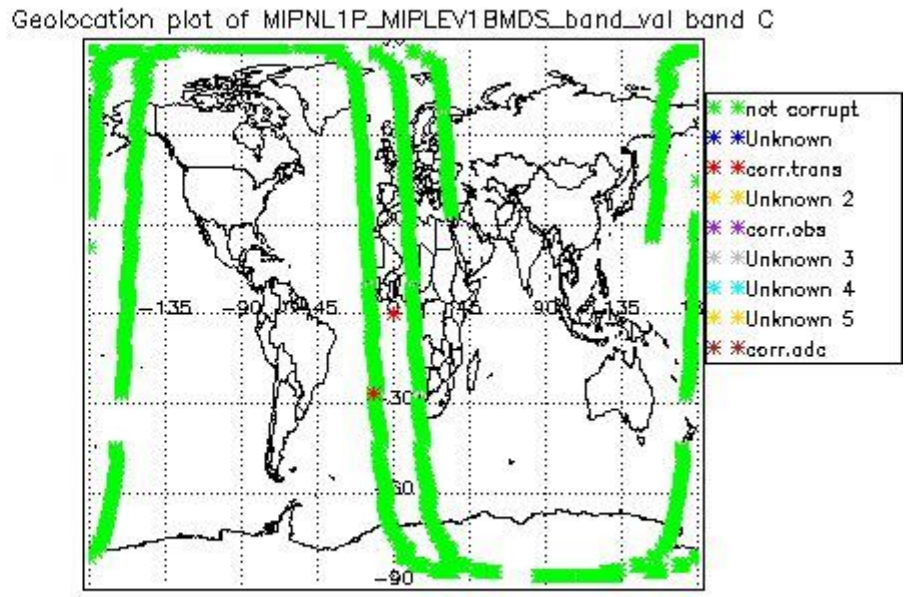 Geolocation plot of MIPNL1P_MIPLEV1BMDS_band_val band C
not corrupt
Unknown
corr.trans
Unknown 2
corr.obs
Unknown 3
Unknown 4
Unknown 5
corr.adc
-135
-90
-45
45
90
135
-30
-60
-90